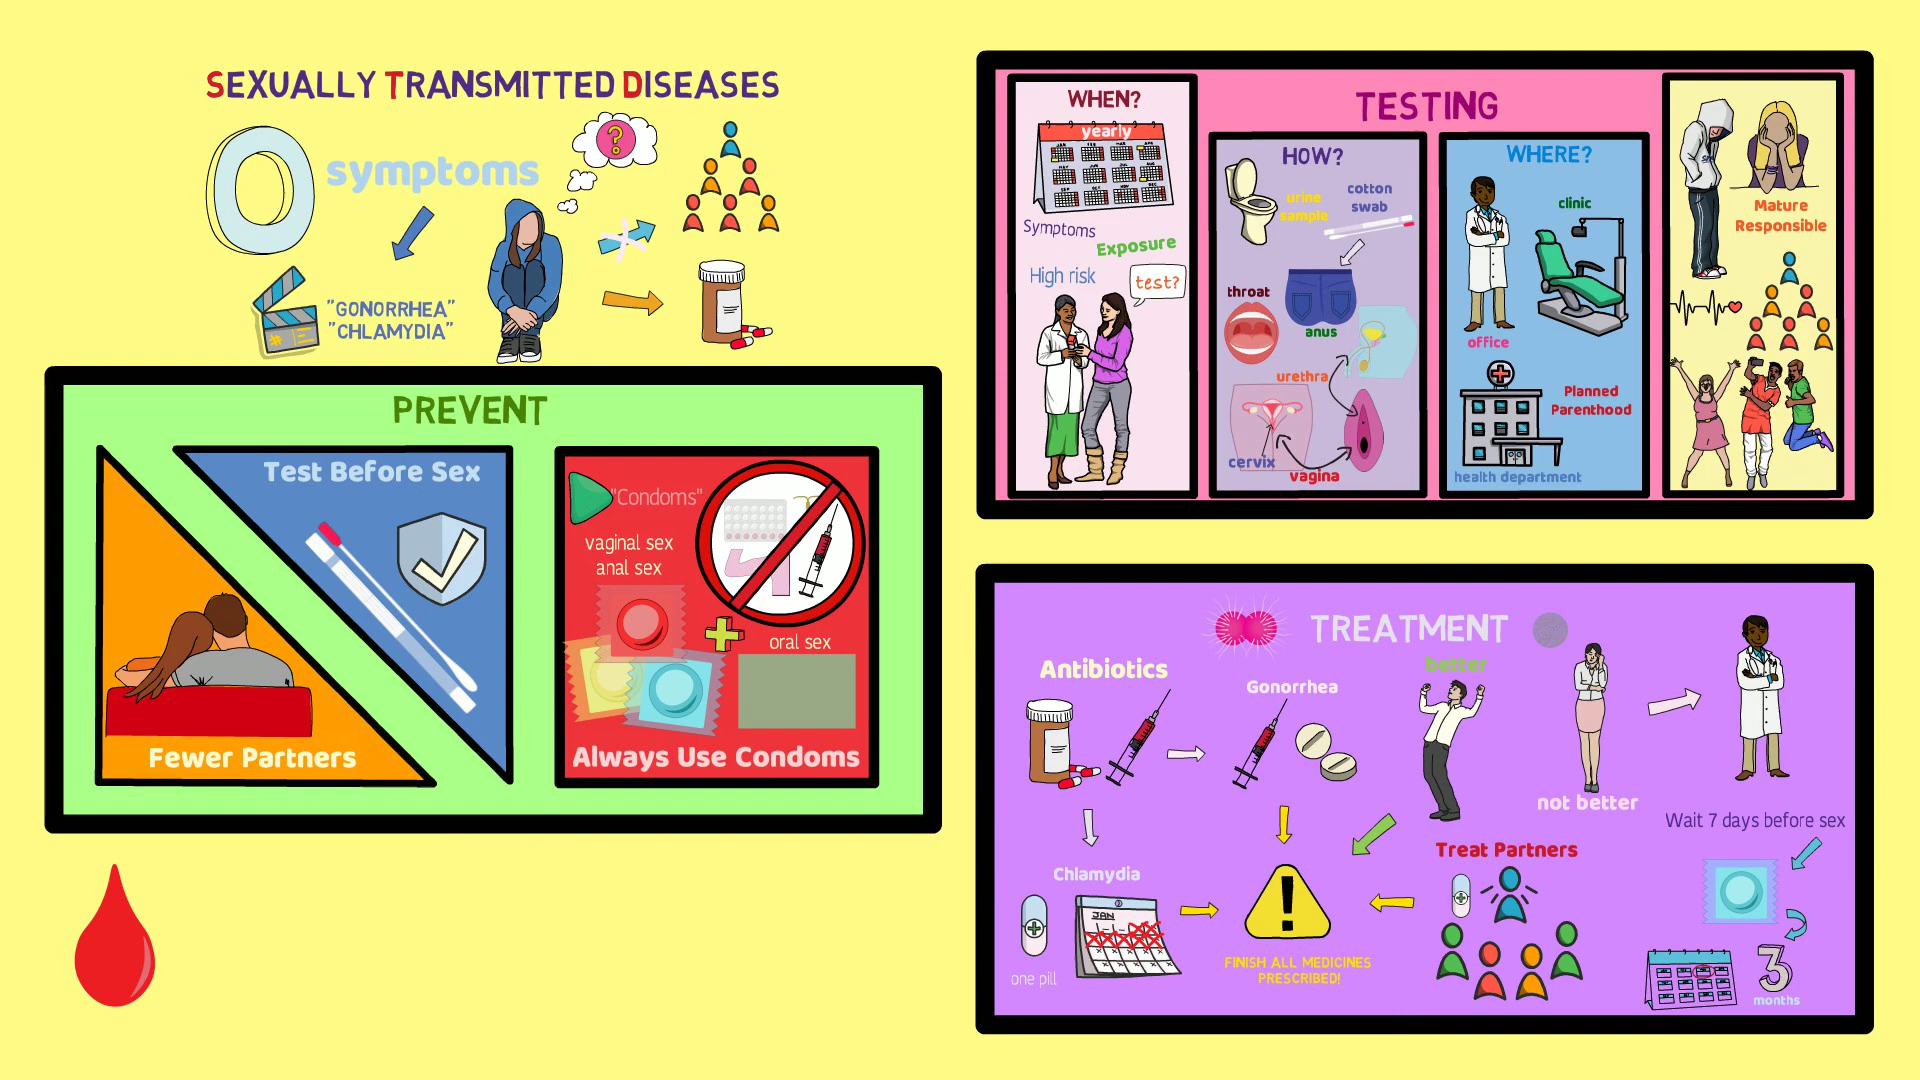 SEXUALLY TRANSMITTED DISEASES
symptoms
?
"GONORRHEA"
"CHLAMYDIA"
PREVENT
Test Before Sex
Fewer Partners
"Condoms"
vaginal sex
anal sex
oral sex
Always Use Condoms
TESTING
WHEN?
yearly
Symptoms
Exposure
High risk
test?
HOW?
urine
sample
cotton
swab
throat
anus
urethra
cervix
vagina
WHERE?
clinic
office
Planned
Parenthood
health department
Mature
Responsible
TREATMENT
Antibiotics
Gonorrhea
better
not better
Wait 7 days before sex
Chlamydia
JAN
one pill
!
FINISH ALL MEDICINES
PRESCRIBED!
Treat Partners
3
months